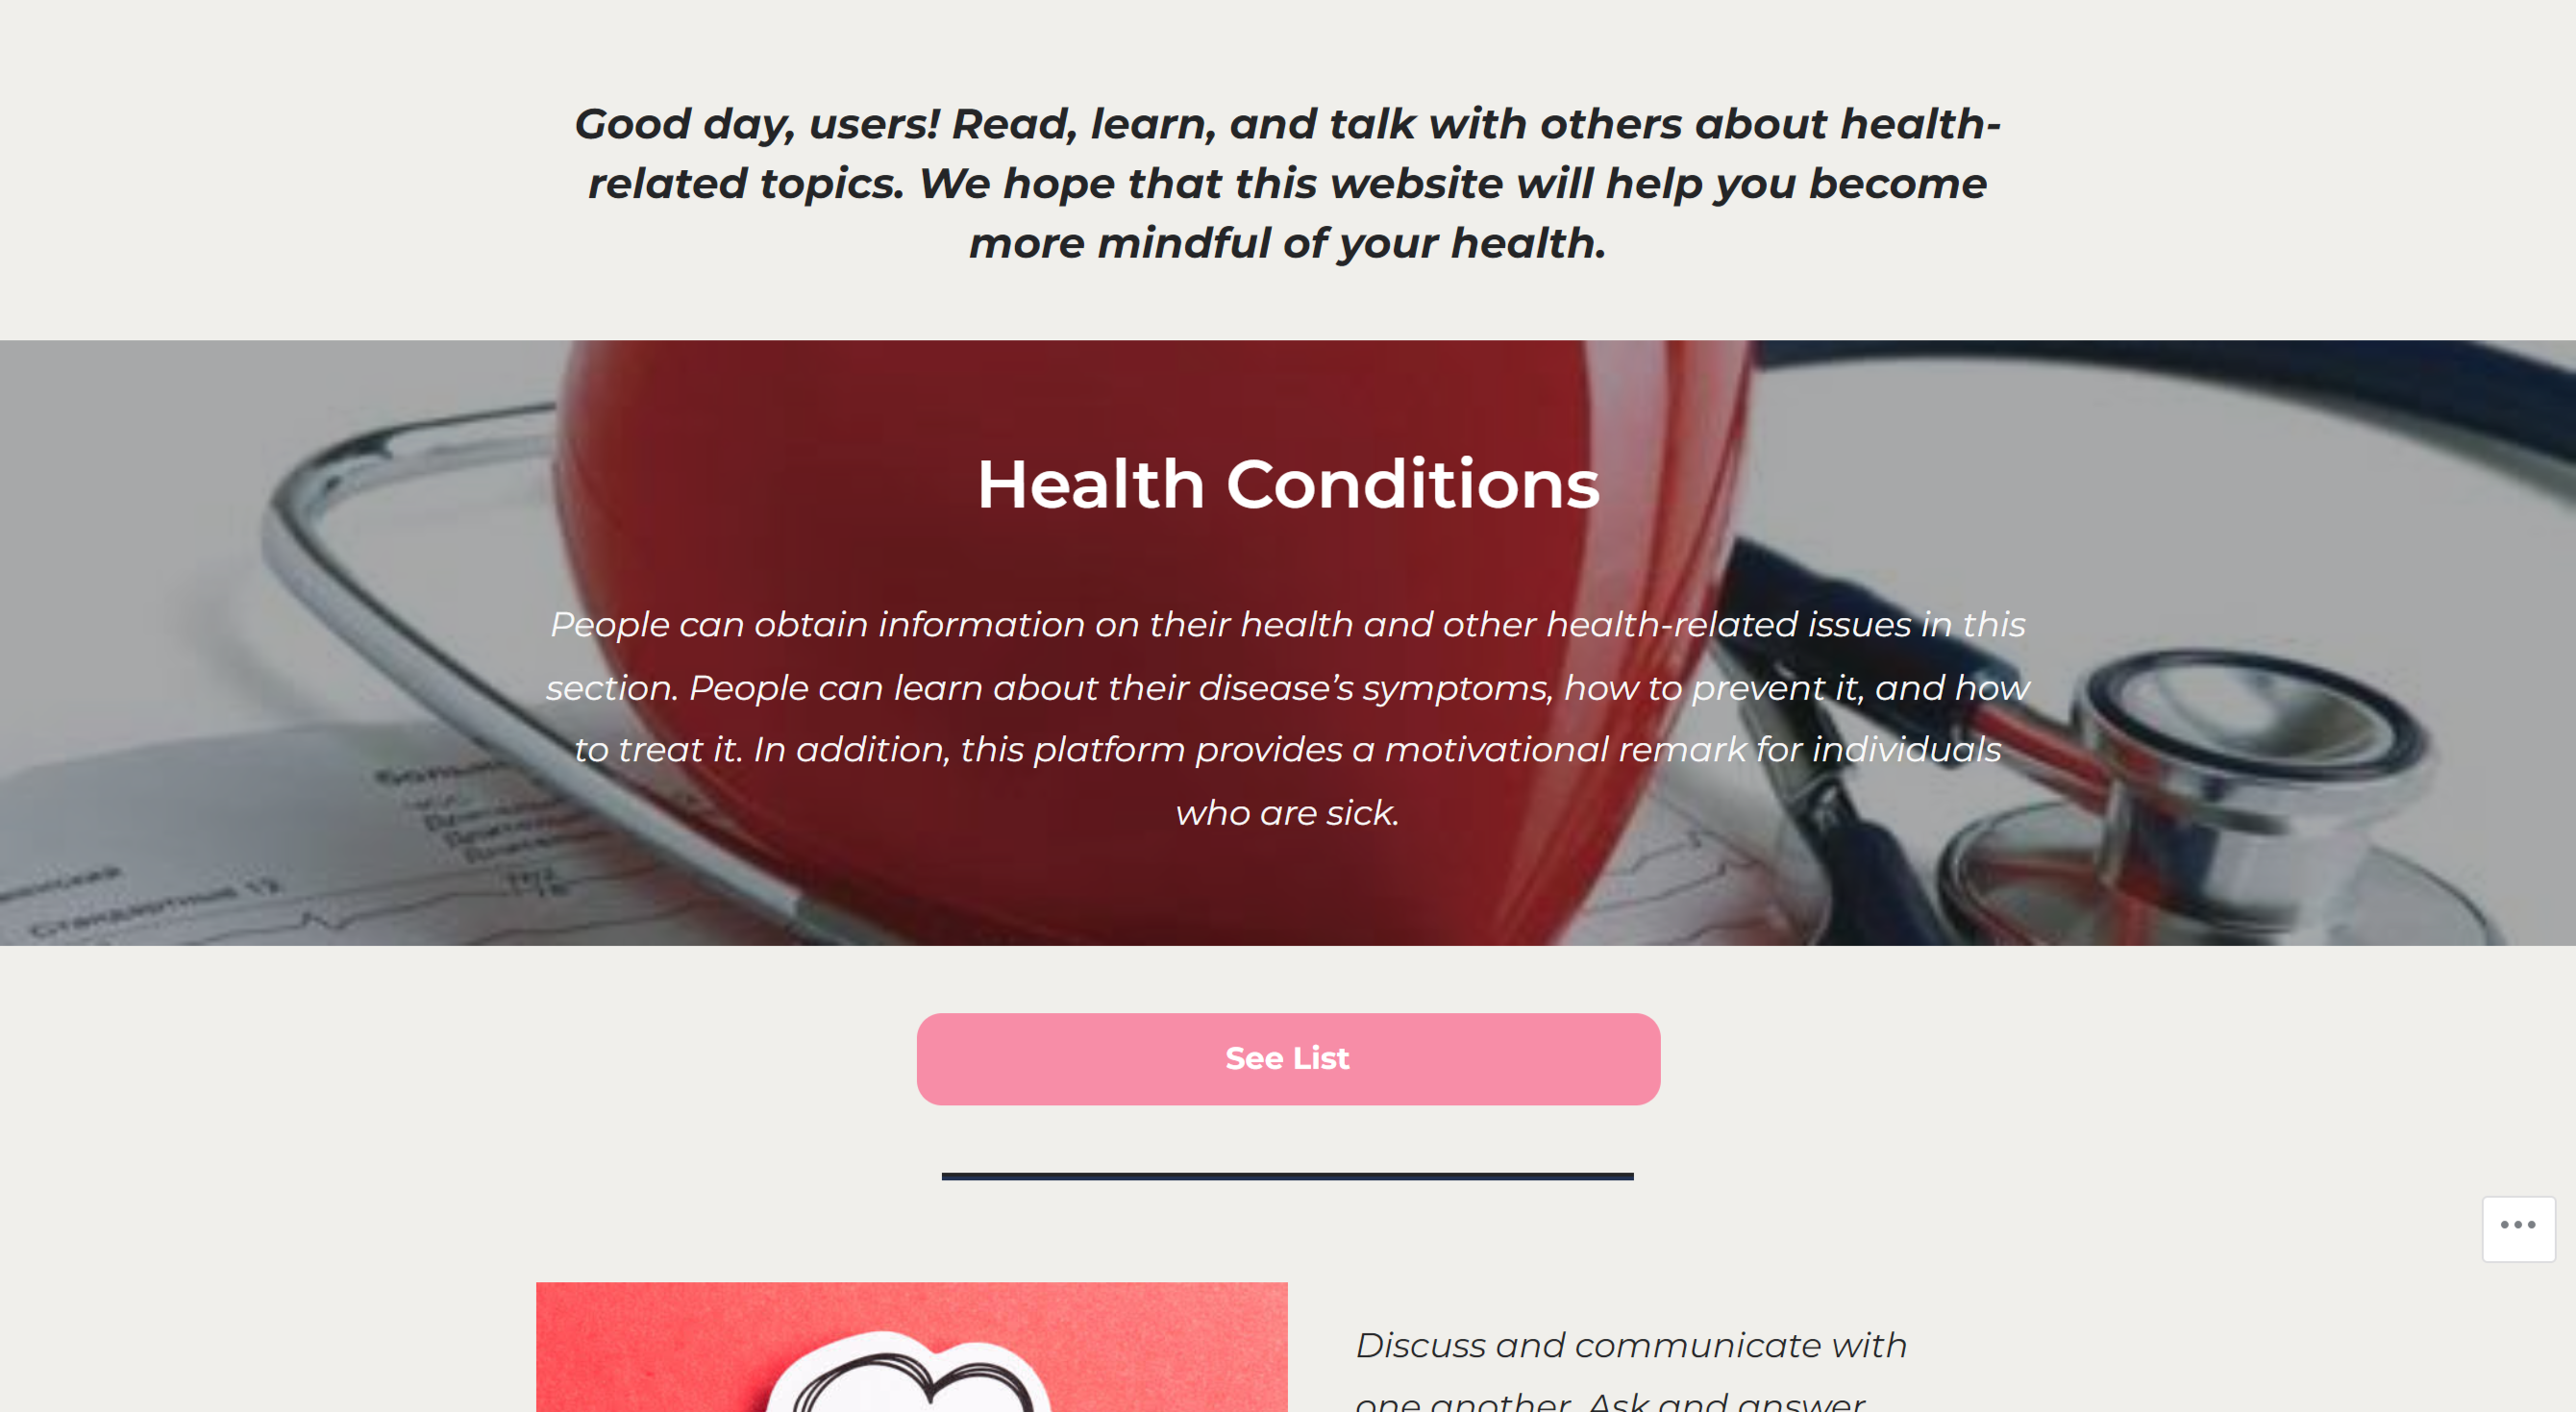 Good day, users! Read, learn, and talk with others about health-
related topics. We hope that this website will help you become
more mindful of your health.
Health Conditions
People can obtain information on their health and other health-related issues in this
section. People can learn about their disease’s symptoms, how to prevent it, and how
to treat it. In addition, this platform provides a motivational remark for individuals
who are sick.
See List
Discuss and communicate with
one another. Ask and answer